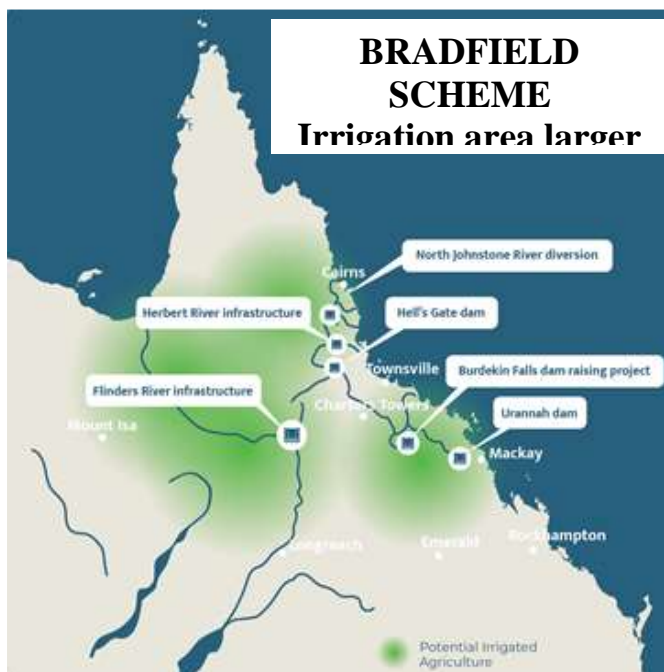 BRADFIELD
SCHEME
Irrigation area larger
North Johnstone River diversion
Cairns
Herbert River infrastructure
Hell's Gate dam
Townsville
Burdekin Falls dam raising project
Flinders River infrastructure
Charters Towers
Urannah dam
Mount Isa
Mackay
Longreach
Emerald
Rockhampton
Potential Irrigated
Agriculture